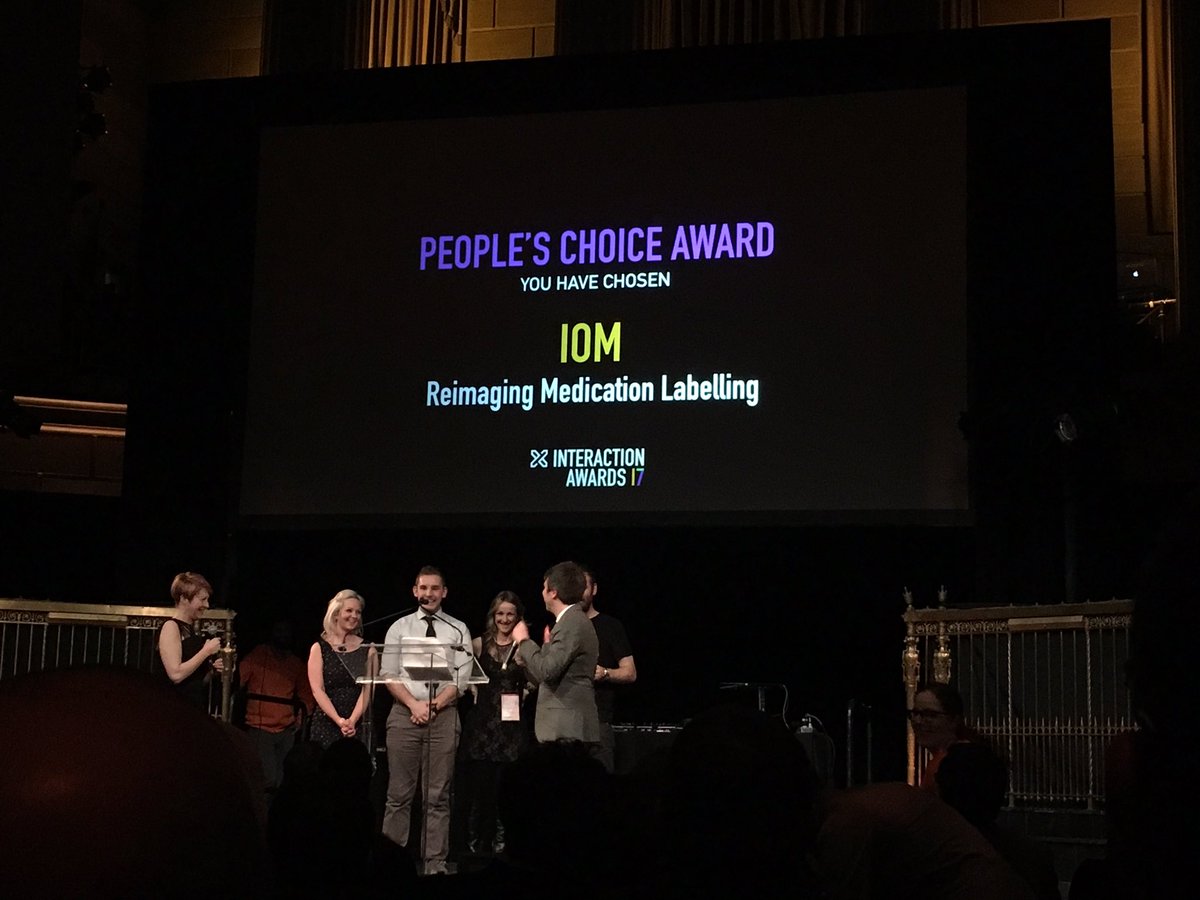 PEOPLE'S CHOICE AWARD
YOU HAVE CHOSEN
IOM
Reimaging Medication Labelling
INTERACTION
AWARDS 17